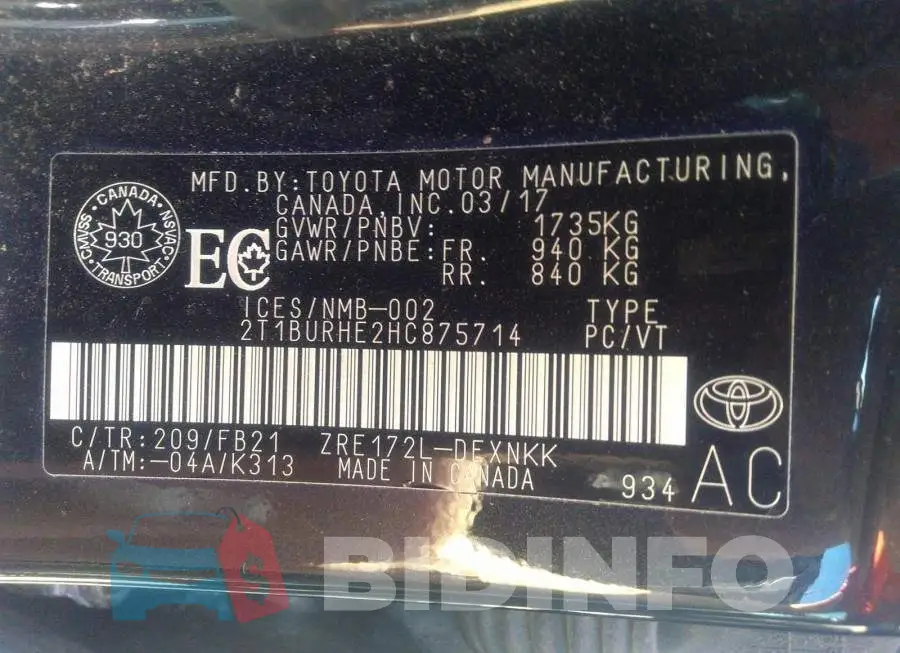 MFD.BY:TOYOTA MOTOR MANUFACTURING,
CANADA, INC.03/17
GVWR/PNBV: 1735KG
GAWR/PNBE:FR. 940 KG
RR. 840 KG
CANADA
CMVSS 930 NSVAC
TRANSPORT
EC
ICES/NMB-002 TYPE
2T1BURHE2HC875714 PC/VT
C/TR:209/FB21 ZRE172L-DEXNKK
A/TM:-04A/K313 MADE IN CANADA 934 AC
BIDINFO